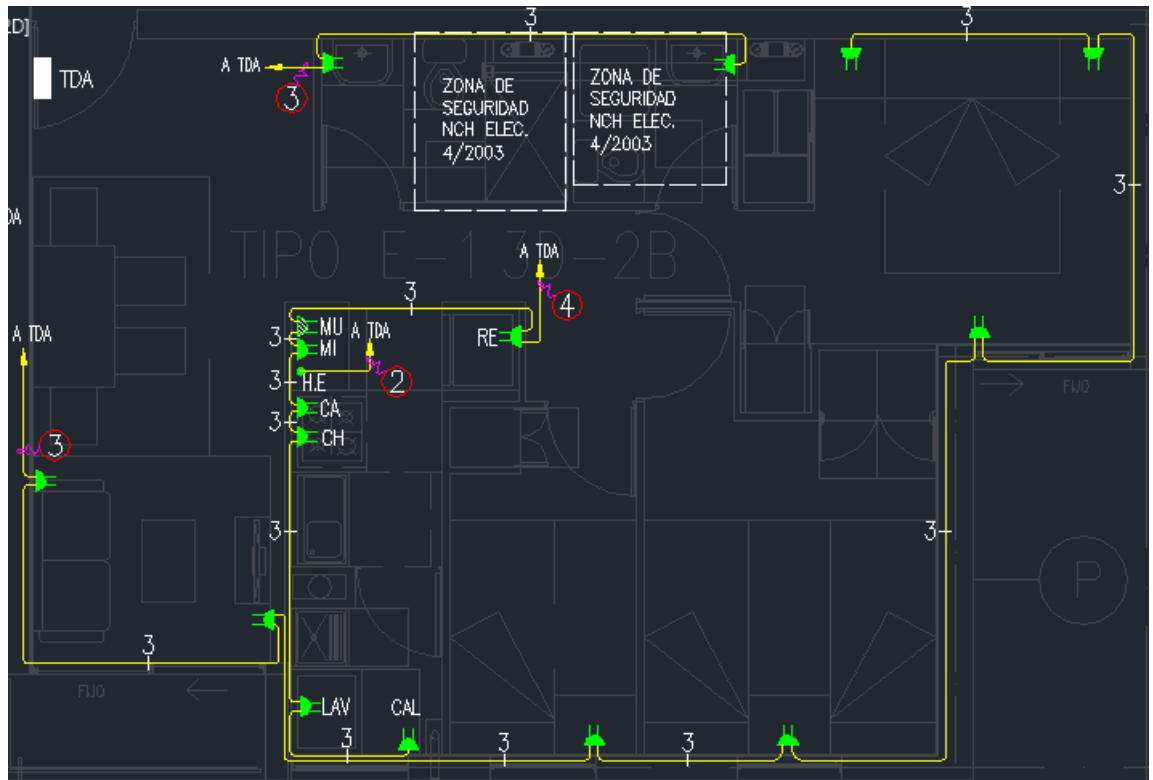 2D]
3
3
A TDA
TDA
3
ZONA DE
SEGURIDAD
NCH ELEC.
4/2003
ZONA DE
SEGURIDAD
NCH ELEC.
4/2003
3
DA
TIPO E-1 3D-2B
A TDA
3
4
A TDA
3
MU
A TDA
RE
MI
3
H.E
2
FIJO
3
CA
CH
3
3
3
P
3
FIJO
LAV
CAL
3
3
3